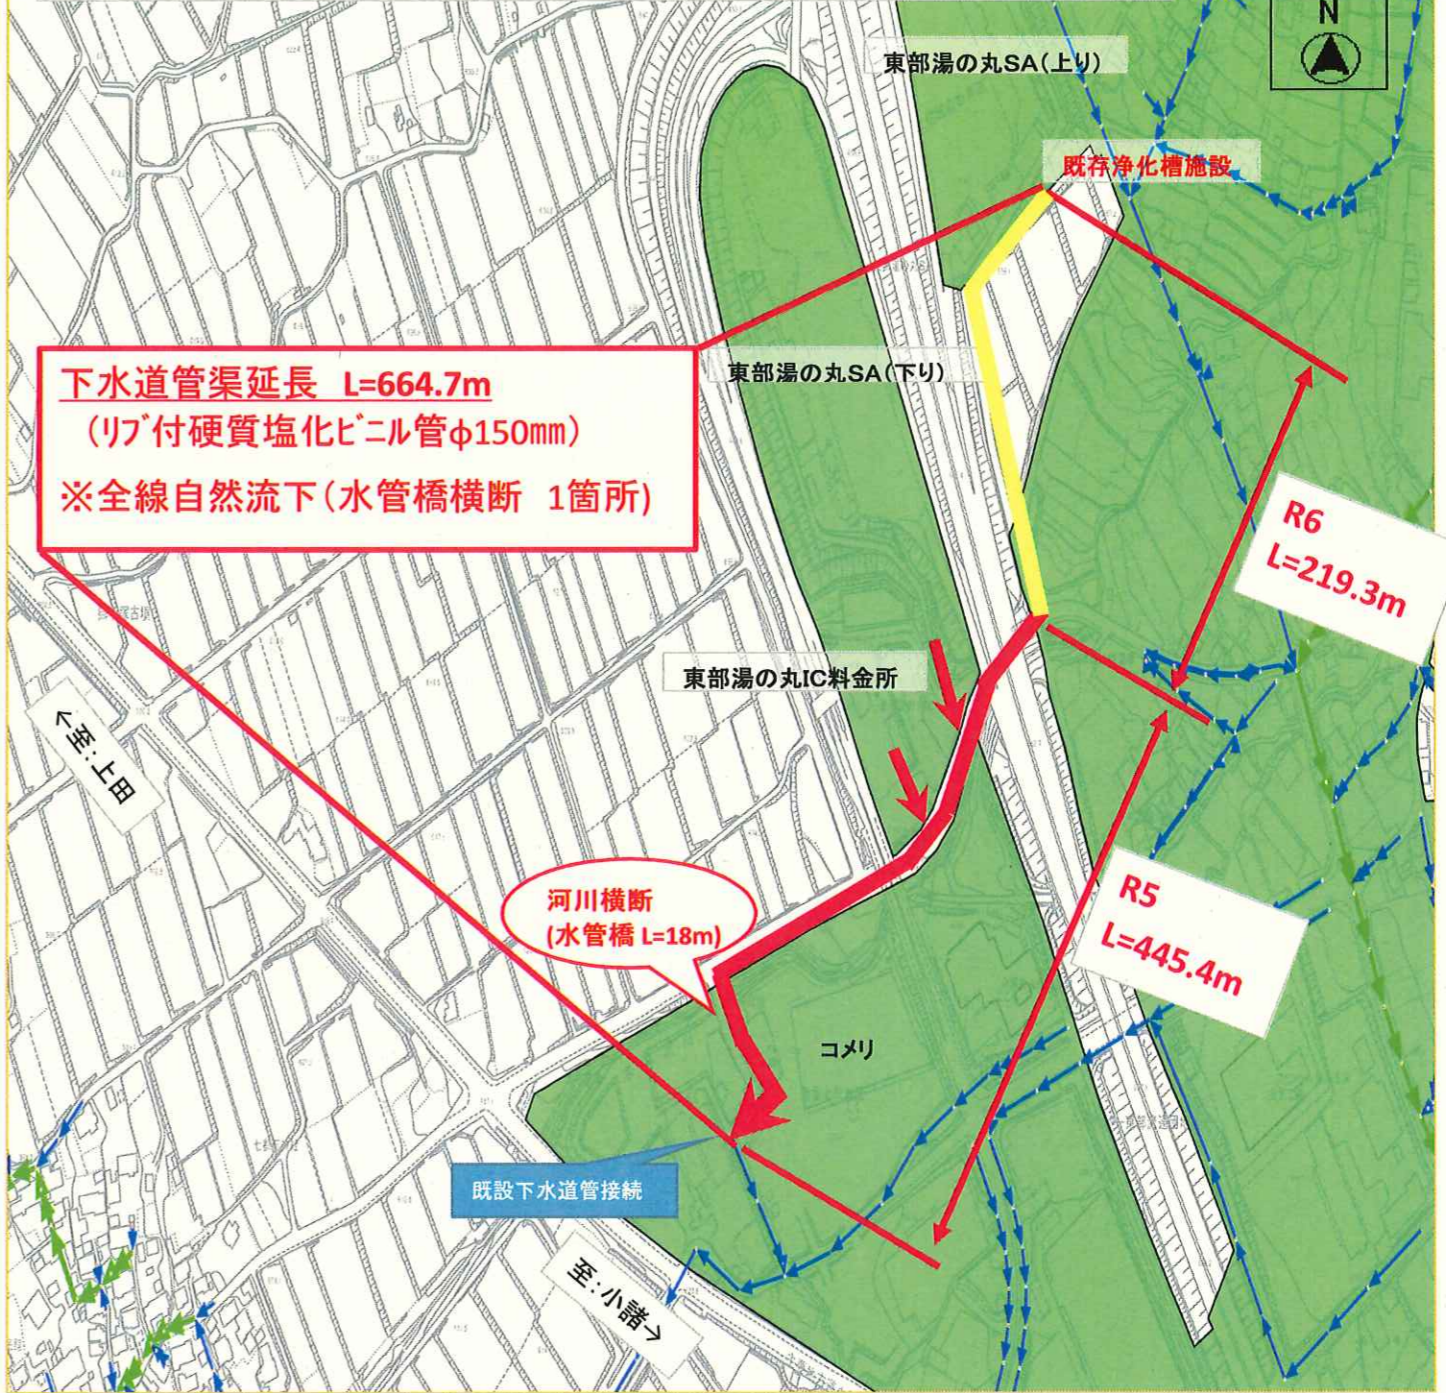 N
東部湯の丸SA(上り)
既存浄化槽施設
下水道管渠延長 L=664.7m
(リブ付硬質塩化ビニル管φ150mm)
※全線自然流下(水管橋横断 1箇所)
東部湯の丸SA(下り)
R6
L=219.3m
東部湯の丸IC料金所
↑至:上田
R5
L=445.4m
河川横断
(水管橋 L=18m)
コメリ
既設下水道管接続
至:小諸→